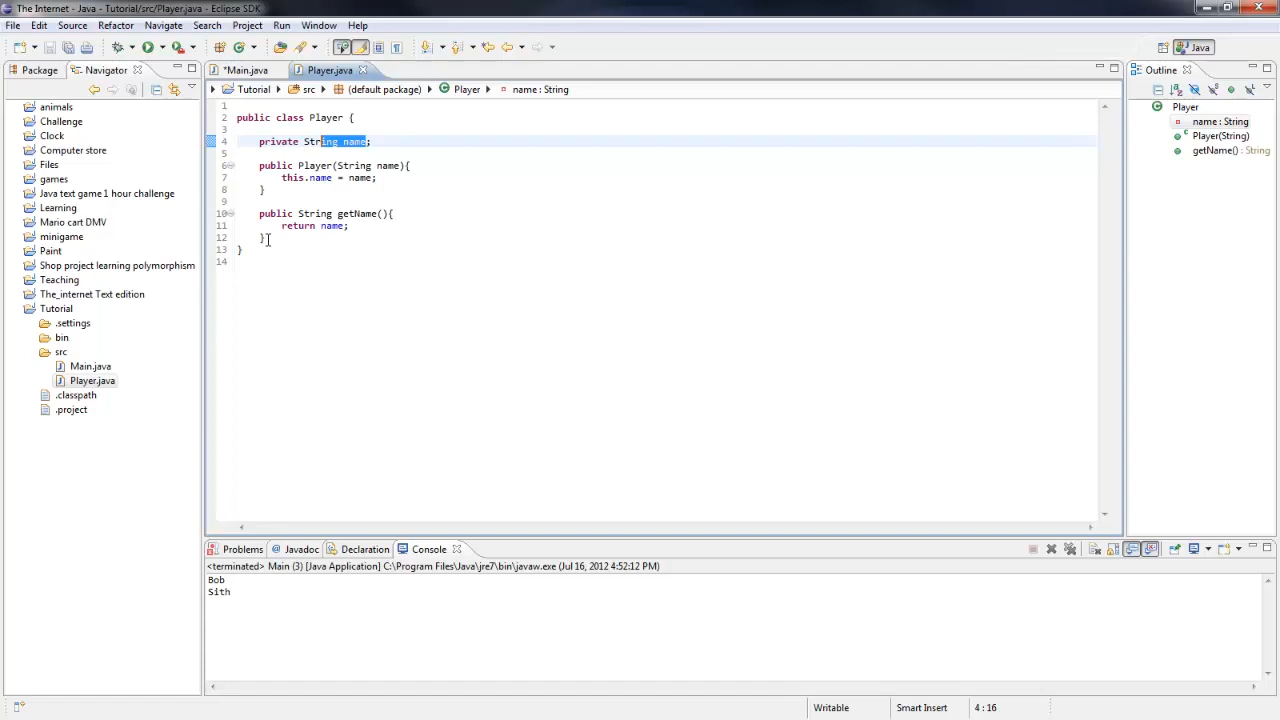 The Internet - Java - Tutorial/src/Player.java - Eclipse SDK
File Edit Source Refactor Navigate Search Project Run Window Help
Java
Package Navigator
animals
Challenge
Clock
Computer store
Files
games
Java text game 1 hour challenge
Learning
Mario cart DMV
minigame
Paint
Shop project learning polymorphism
Teaching
The_internet Text edition
Tutorial
.settings
bin
src
Main.java
Player.java
.classpath
.project
*Main.java Player.java
Tutorial src (default package) Player name : String
1
2 public class Player {
3
4 private String name;
5
6 public Player(String name){
7 this.name = name;
8 }
9
10 public String getName(){
11 return name;
12 }
13 }
14
Outline
Player
name : String
Player(String)
getName() : String
Problems @ Javadoc Declaration Console
<terminated> Main (3) [Java Application] C:\Program Files\Java\jre7\bin\javaw.exe (Jul 16, 2012 4:52:12 PM)
Bob
Sith
Writable Smart Insert 4 : 16